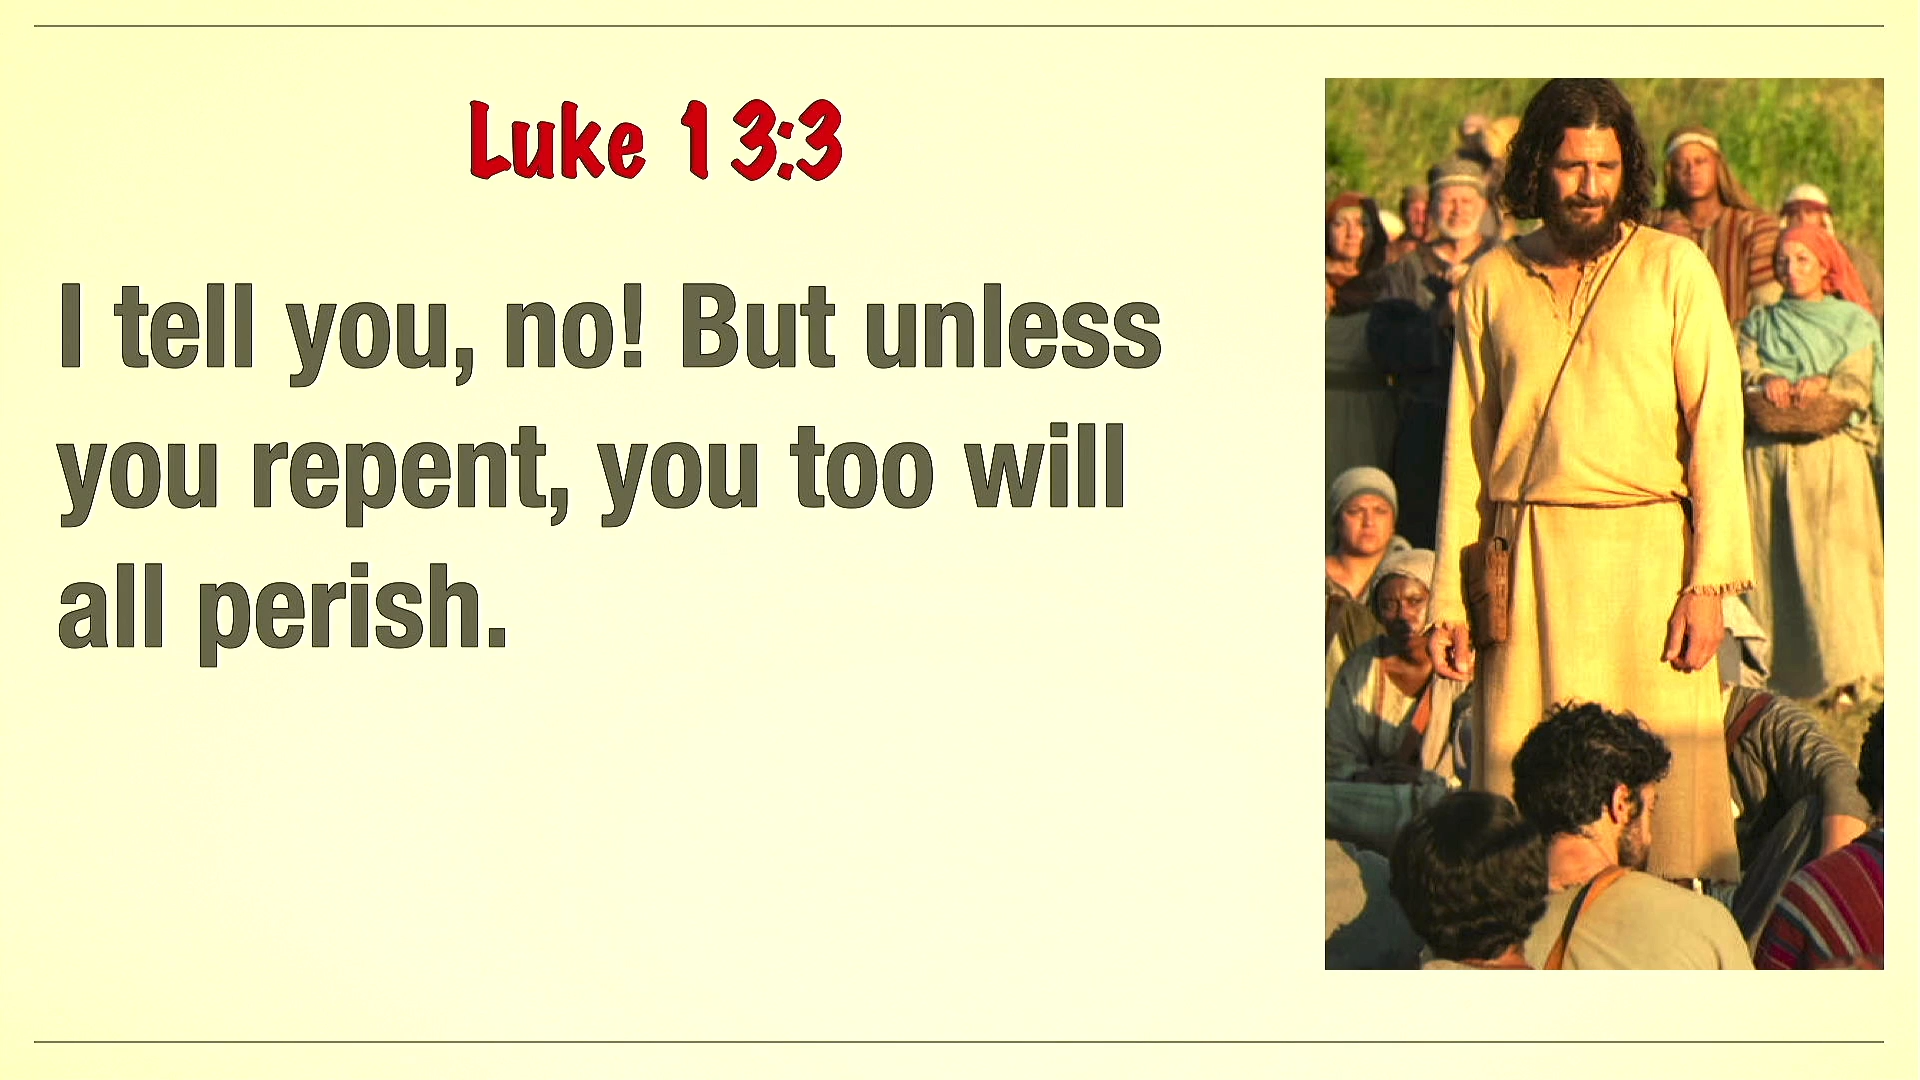 Luke 13:3
I tell you, no! But unless
you repent, you too will
all perish.